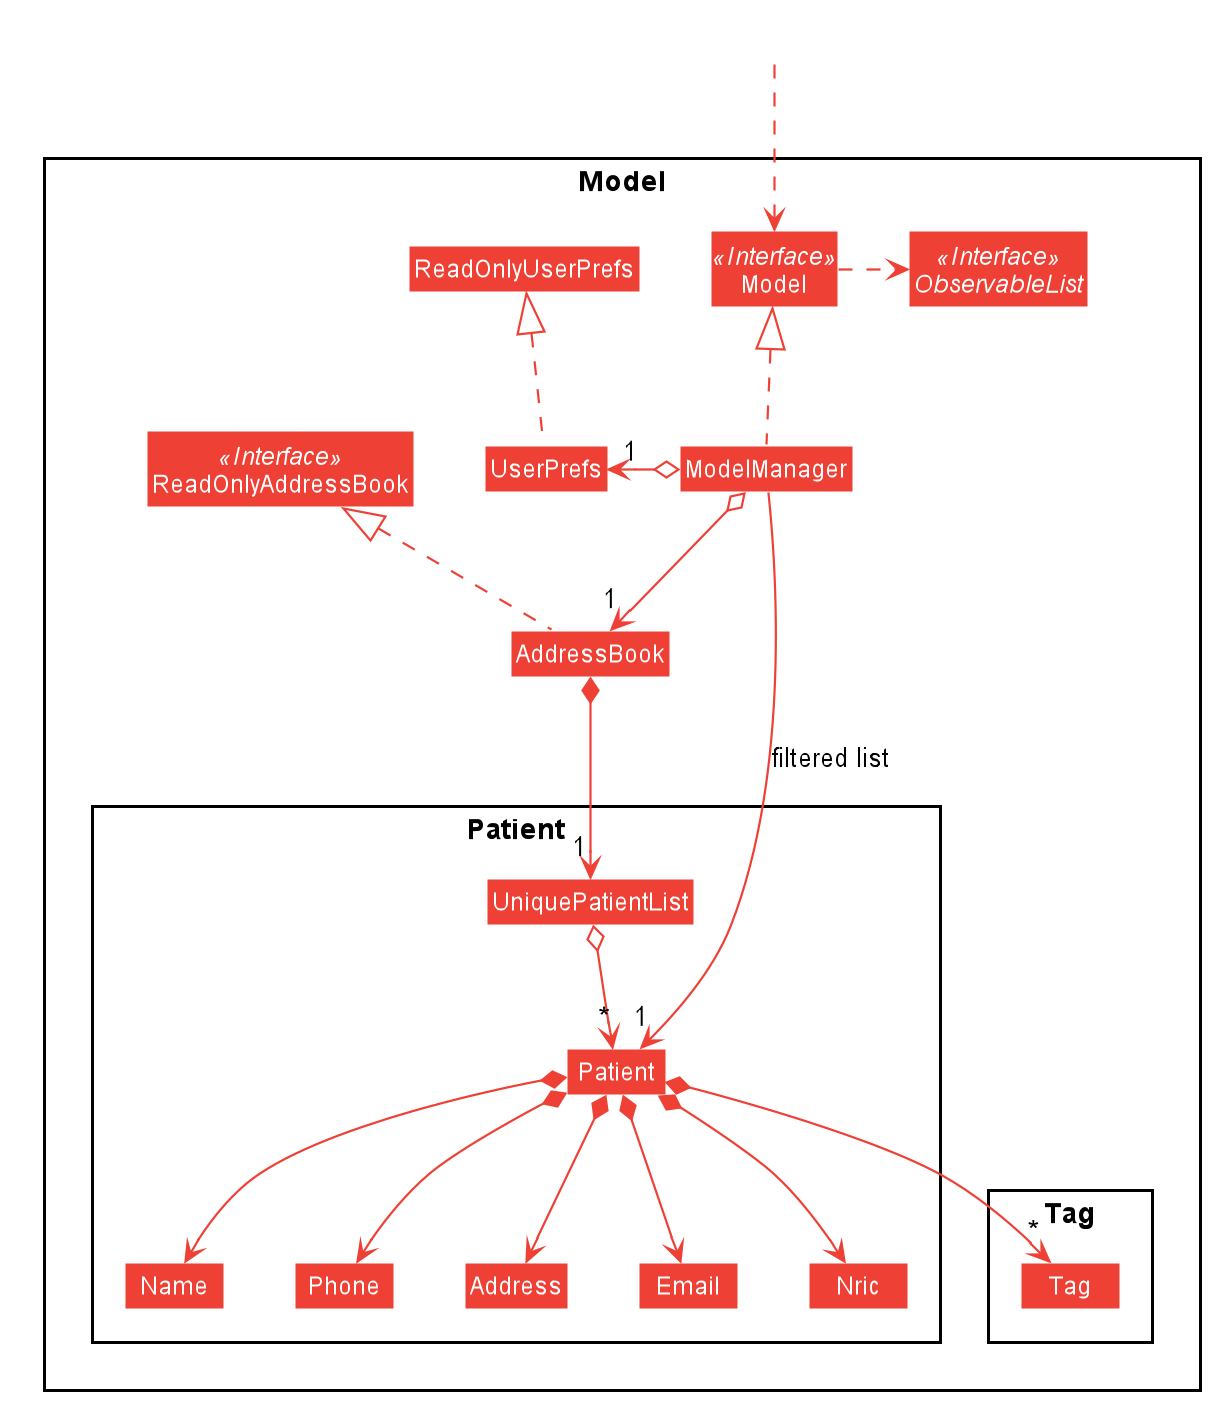 Model
ReadOnlyUserPrefs
«Interface»
Model
«Interface»
ObservableList
«Interface»
ReadOnlyAddressBook
UserPrefs
1
ModelManager
1
AddressBook
filtered list
Patient
1
UniquePatientList
*
1
Patient
Tag
*
Name
Phone
Address
Email
Nric
Tag